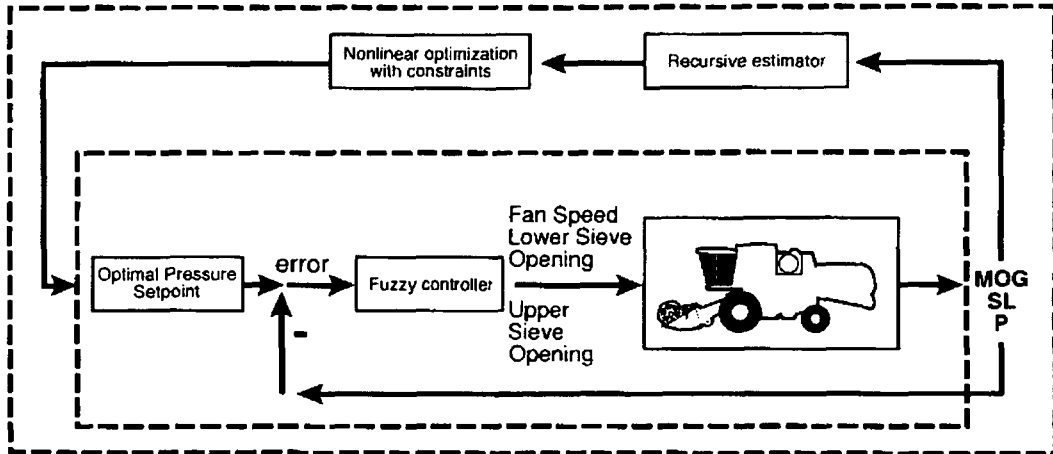 Nonlinear optimization
with constraints
Recursive estimator
Optimal Pressure
Setpoint
error
-
Fuzzy controller
Fan Speed
Lower Sieve
Opening
Upper
Sieve
Opening
MOG
SL
P